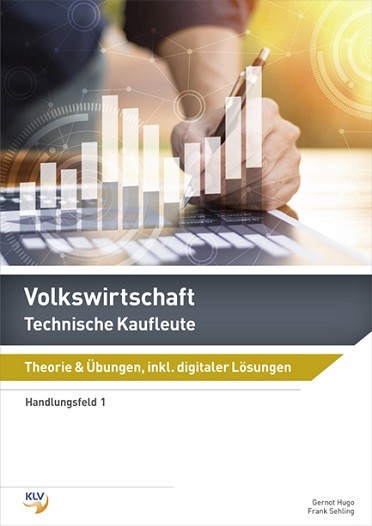 Volkswirtschaft
Technische Kaufleute
Theorie & Übungen, inkl. digitaler Lösungen
Handlungsfeld 1
KLV
Gernot Hugo
Frank Sehling